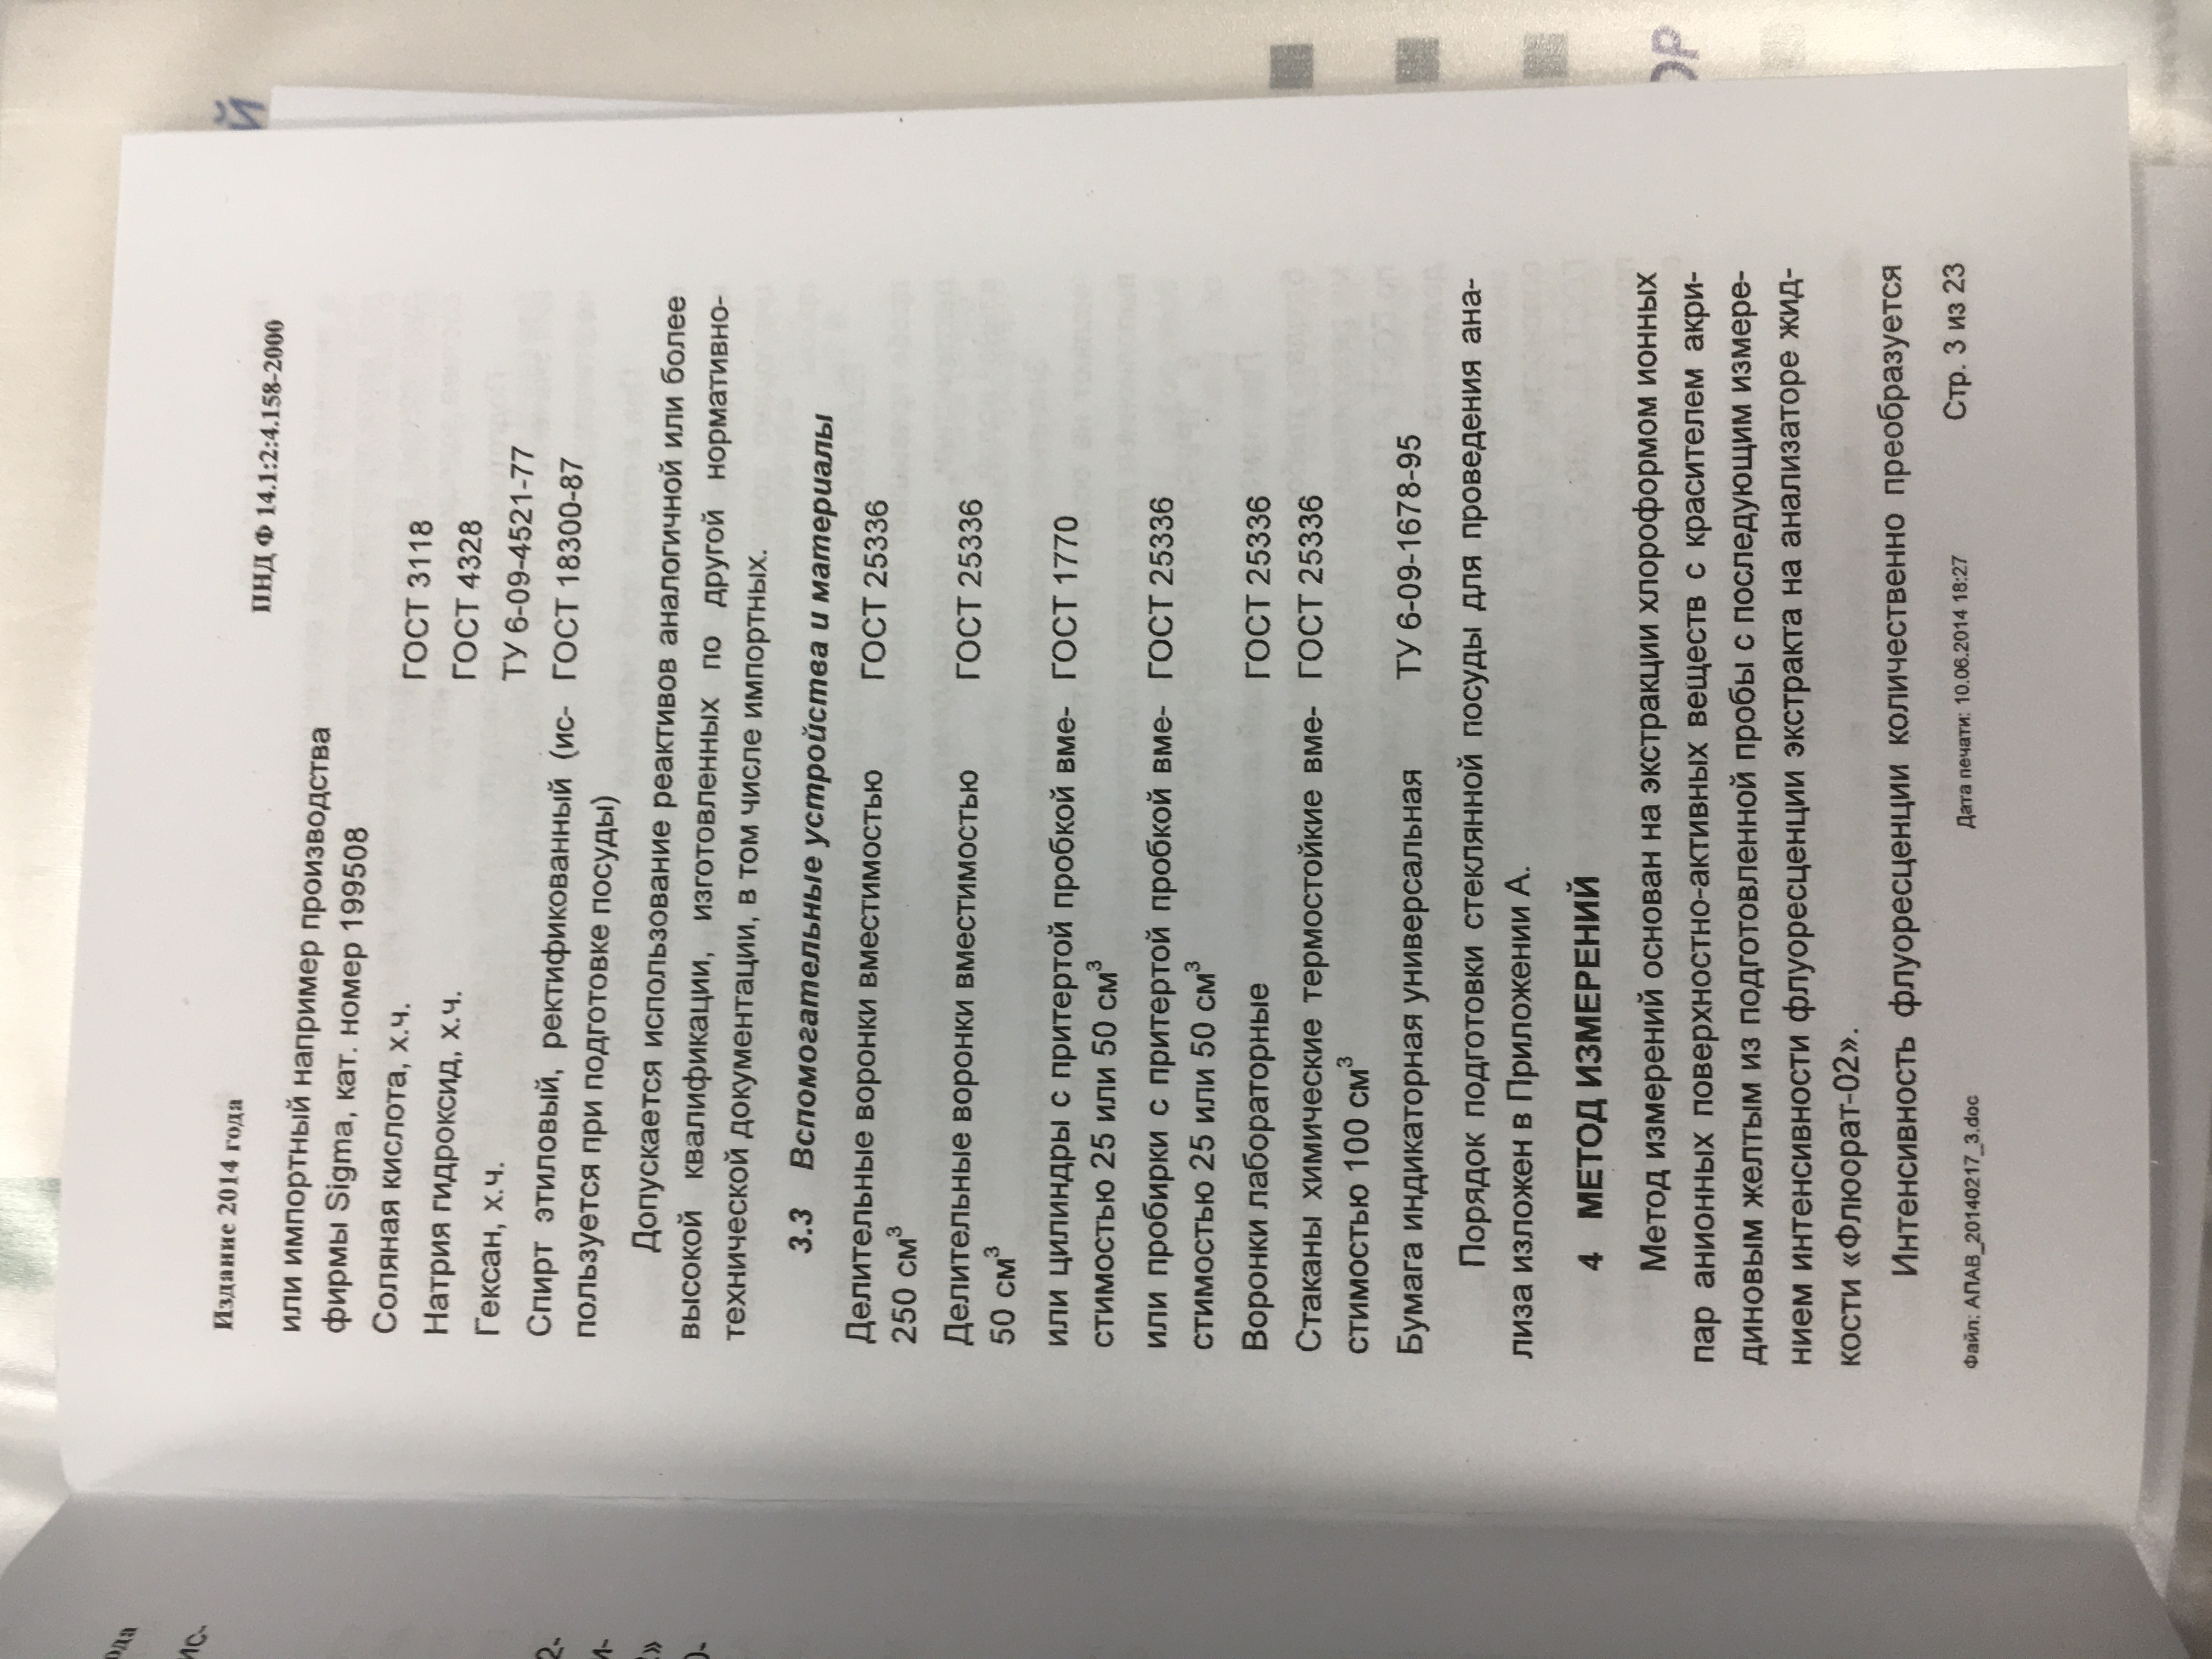 ода
ис-
2-
и-
2»
0-
Издание 2014 года
ПНД Ф 14.1:2:4.158-2000
или импортный например производства
фирмы Sigma, кат. номер 199508
Соляная кислота, х.ч. ГОСТ 3118
Натрия гидроксид, х.ч. ГОСТ 4328
Гексан, х.ч. ТУ 6-09-4521-77
Спирт этиловый, ректификованный (ис- ГОСТ 18300-87
пользуется при подготовке посуды)
Допускается использование реактивов аналогичной или более
высокой квалификации, изготовленных по другой нормативно-
технической документации, в том числе импортных.
3.3 Вспомогательные устройства и материалы
Делительные воронки вместимостью ГОСТ 25336
250 см³
Делительные воронки вместимостью ГОСТ 25336
50 см³
или цилиндры с притертой пробкой вме- ГОСТ 1770
стимостью 25 или 50 см³
или пробирки с притертой пробкой вме- ГОСТ 25336
стимостью 25 или 50 см³
Воронки лабораторные ГОСТ 25336
Стаканы химические термостойкие вме- ГОСТ 25336
стимостью 100 см³
Бумага индикаторная универсальная ТУ 6-09-1678-95
Порядок подготовки стеклянной посуды для проведения ана-
лиза изложен в Приложении А.
4 МЕТОД ИЗМЕРЕНИЙ
Метод измерений основан на экстракции хлороформом ионных
пар анионных поверхностно-активных веществ с красителем акри-
диновым желтым из подготовленной пробы с последующим измере-
нием интенсивности флуоресценции экстракта на анализаторе жид-
кости «Флюорат-02».
Интенсивность флуоресценции количественно преобразуется
Файл: АПАВ_20140217_3.doc Дата печати: 10.06.2014 18:27 Стр. 3 из 23
Й
ОР